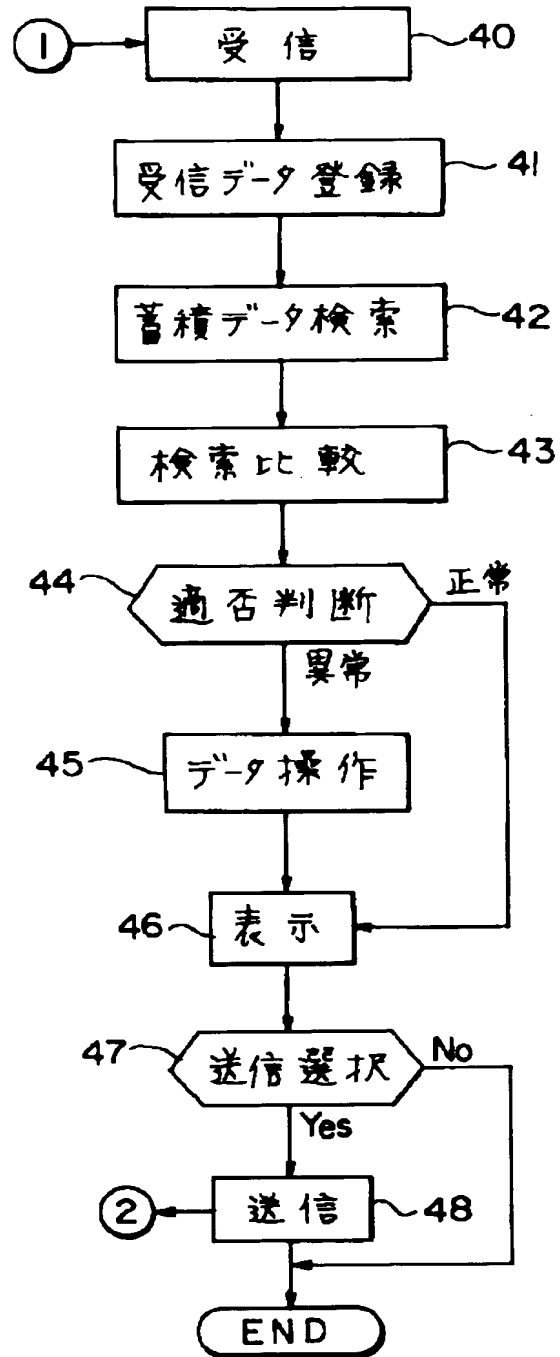 1
受信
40
受信データ登録
41
蓄積データ検索
42
検索比較
43
44
適否判断
正常
異常
45
データ操作
46
表示
47
送信選択
No
Yes
2
送信
48
END